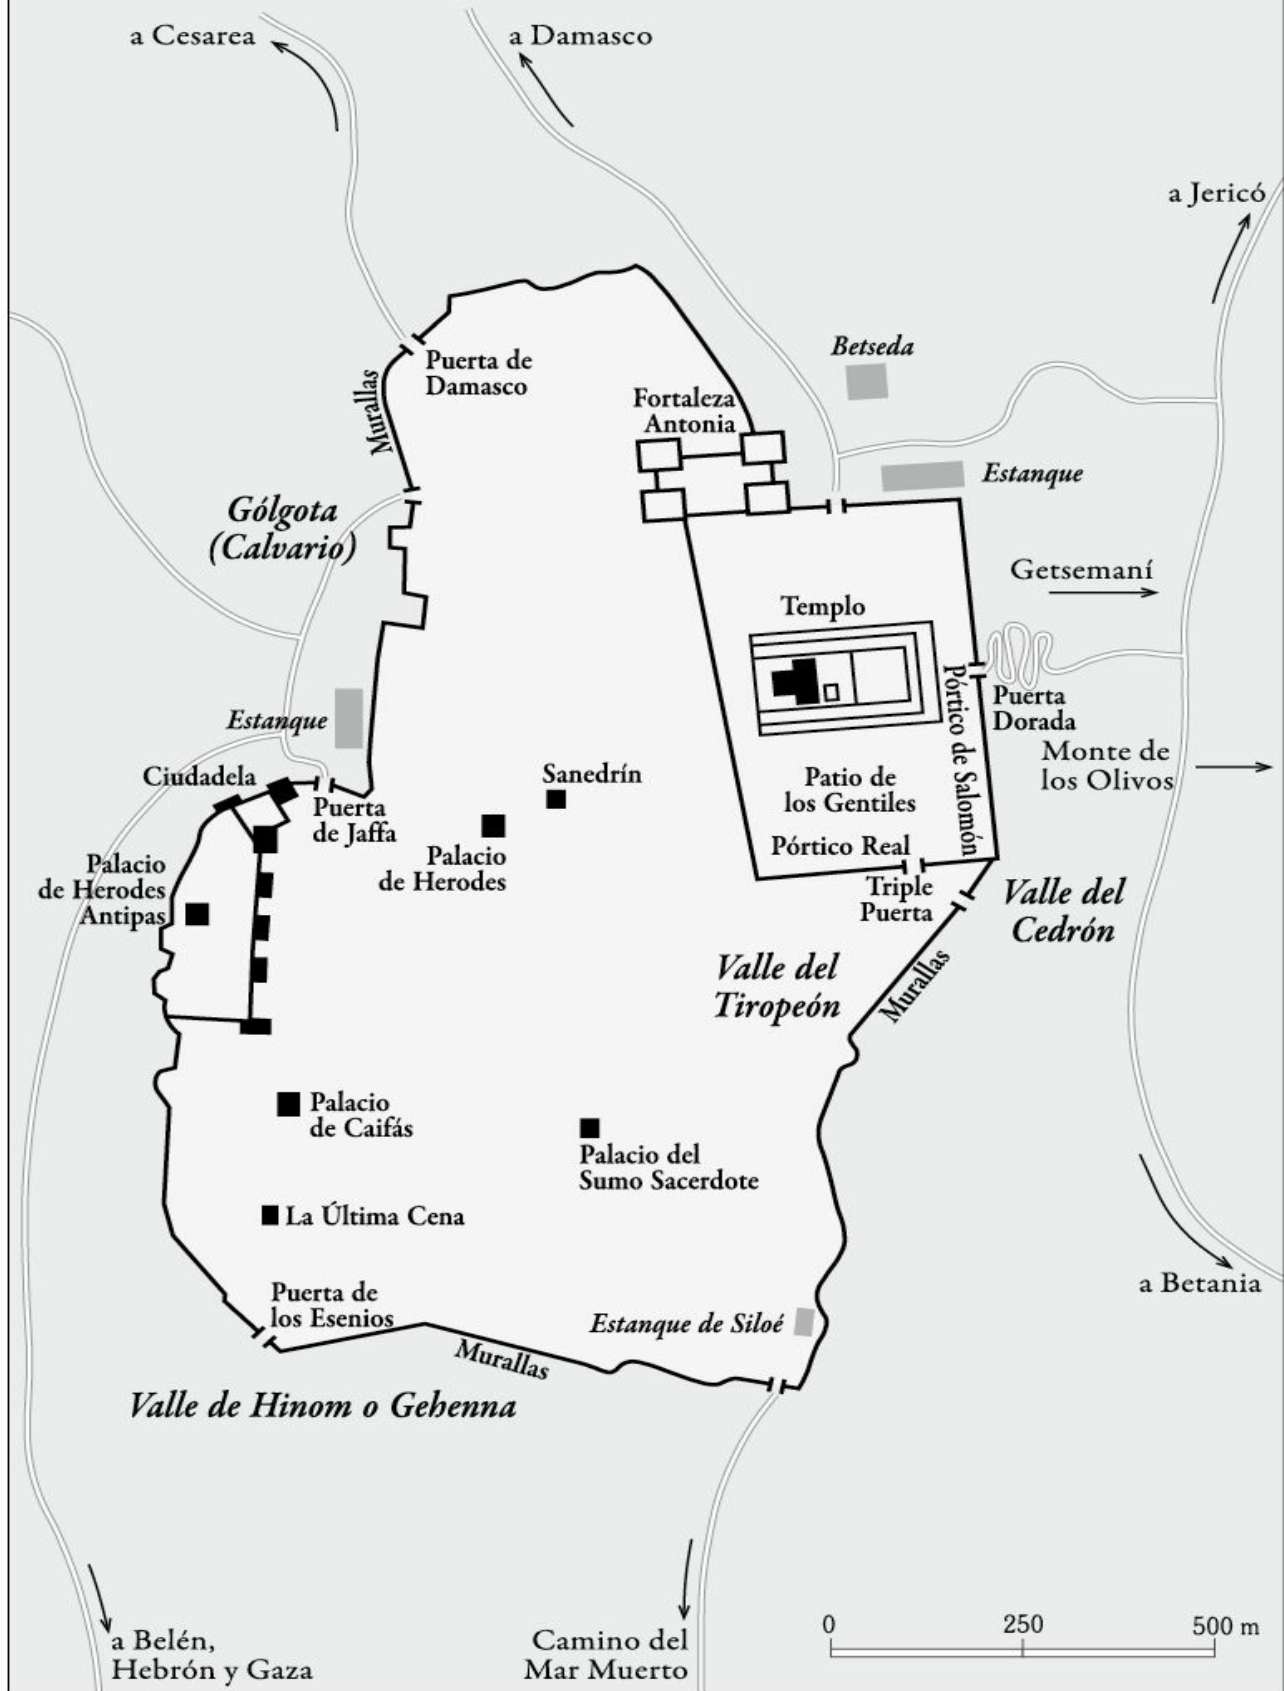 a Cesarea
a Damasco
a Jericó
Betseda
Puerta de
Damasco
Murallas
Fortaleza
Antonia
Estanque
Gólgota
(Calvario)
Getsemaní
Templo
Pórtico de Salomón
Puerta
Dorada
Estanque
Monte de
los Olivos
Ciudadela
Sanedrín
Patio de
los Gentiles
Puerta
de Jaffa
Pórtico Real
Palacio
de Herodes
Palacio
de Herodes
Antipas
Triple
Puerta
Valle del
Cedrón
Valle del
Tiropeón
Murallas
Palacio
de Caifás
Palacio del
Sumo Sacerdote
La Última Cena
a Betania
Puerta de
los Esenios
Estanque de Siloé
Murallas
Valle de Hinom o Gehenna
a Belén,
Hebrón y Gaza
Camino del
Mar Muerto
0 250 500 m